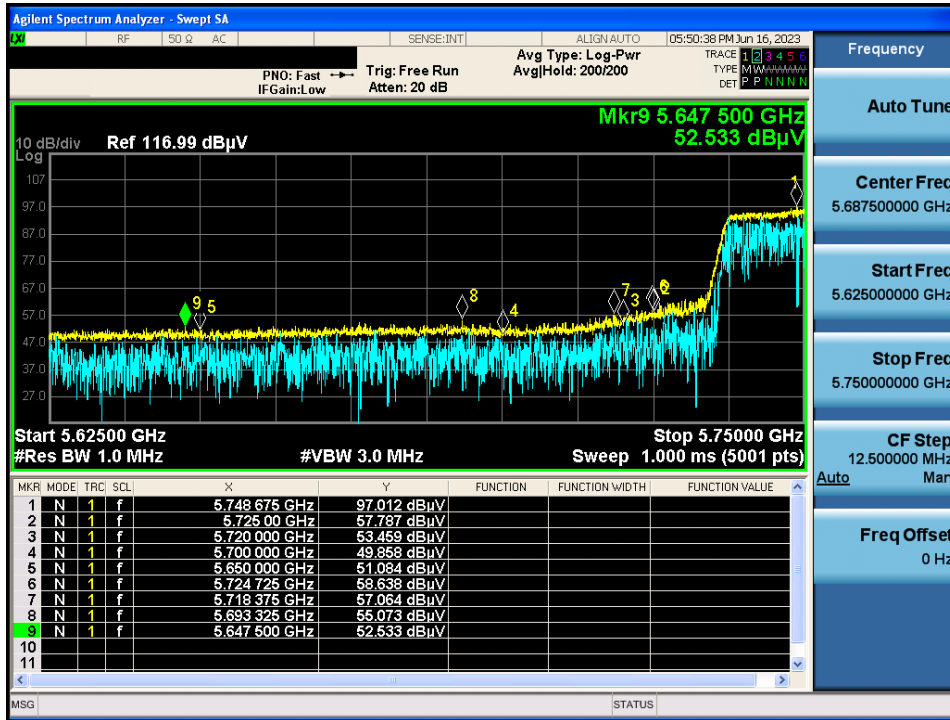 Agilent Spectrum Analyzer - Swept SA
LXI RF 50 Ω AC SENSE:INT ALIGN AUTO 05:50:38 PM Jun 16, 2023
PNO: Fast
IFGain:Low
Trig: Free Run
Atten: 20 dB
Avg Type: Log-Pwr
Avg|Hold: 200/200
TRACE 1 2 3 4 5 6
TYPE
DET P P N N N N
Mkr9 5.647 500 GHz
52.533 dBµV
10 dB/div Ref 116.99 dBµV
Log
107
97.0
87.0
77.0
67.0
57.0
47.0
37.0
27.0
1
9 5 8 4 7 3 6 2
Start 5.62500 GHz Stop 5.75000 GHz
#Res BW 1.0 MHz #VBW 3.0 MHz Sweep 1.000 ms (5001 pts)
MKR MODE TRC SCL X Y FUNCTION FUNCTION WIDTH FUNCTION VALUE
1 N 1 f 5.748 675 GHz 97.012 dBµV
2 N 1 f 5.725 00 GHz 57.787 dBµV
3 N 1 f 5.720 000 GHz 53.459 dBµV
4 N 1 f 5.700 000 GHz 49.858 dBµV
5 N 1 f 5.650 000 GHz 51.084 dBµV
6 N 1 f 5.724 725 GHz 58.638 dBµV
7 N 1 f 5.718 375 GHz 57.064 dBµV
8 N 1 f 5.693 325 GHz 55.073 dBµV
9 N 1 f 5.647 500 GHz 52.533 dBµV
10
11
MSG STATUS
Frequency
Auto Tune
Center Freq
5.687500000 GHz
Start Freq
5.625000000 GHz
Stop Freq
5.750000000 GHz
CF Step
12.500000 MHz
Auto Man
Freq Offset
0 Hz